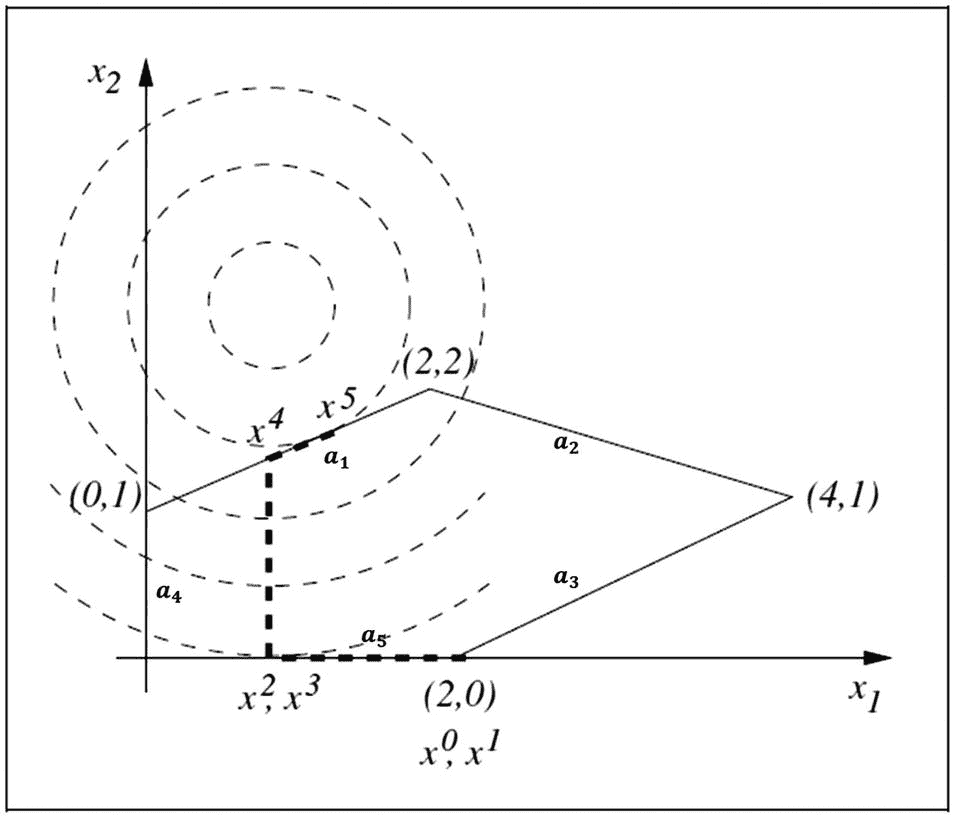 x2
(2,2)
x4
x5
a1
a2
(0,1)
(4,1)
a4
a3
a5
x2, x3
(2,0)
x1
x0, x1